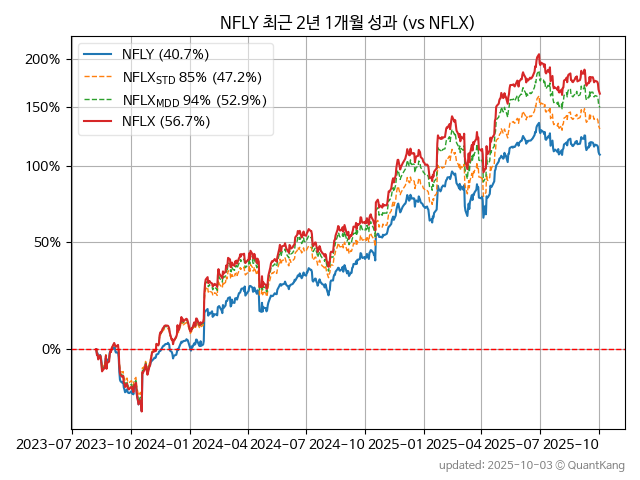 NFLY 최근 2년 1개월 성과 (vs NFLX)
NFLY (40.7%)
NFLX_STD 85% (47.2%)
NFLX_MDD 94% (52.9%)
NFLX (56.7%)
200%
150%
100%
50%
0%
2023-07 2023-10 2024-01 2024-04 2024-07 2024-10 2025-01 2025-04 2025-07 2025-10
updated: 2025-10-03 © QuantKang